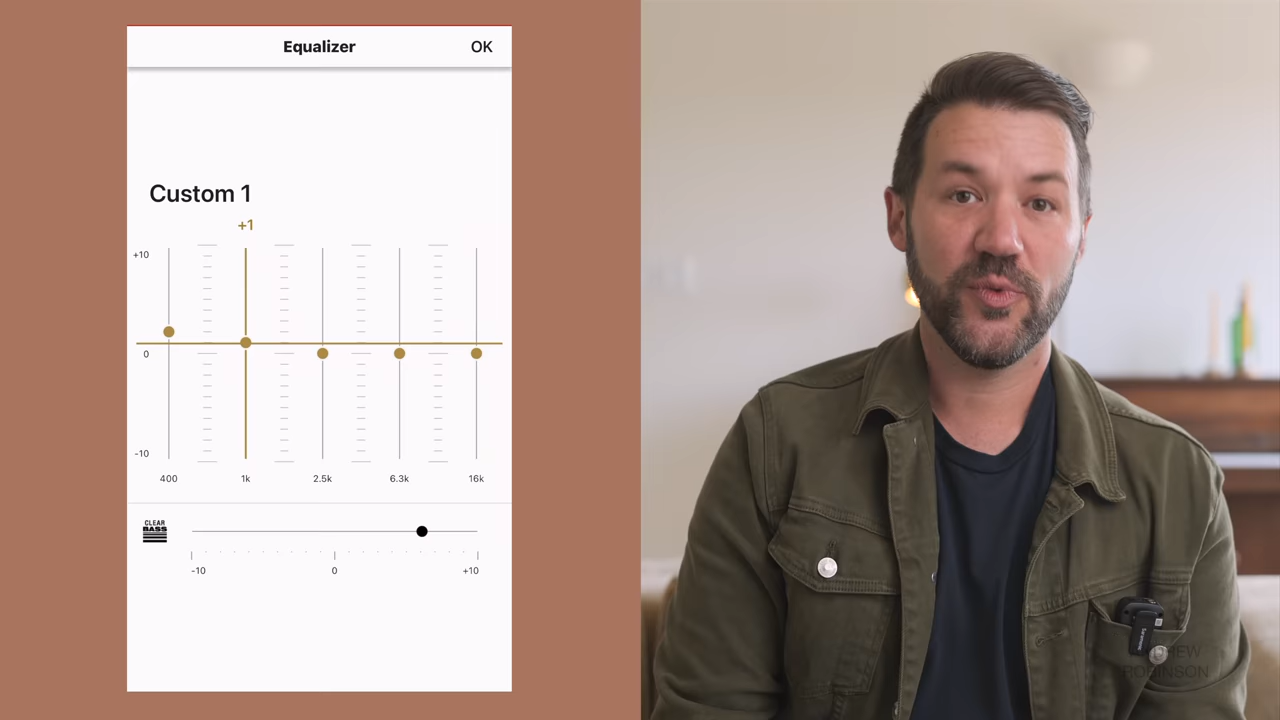 Equalizer
OK
Custom 1
+1
+10
0
-10
400
1k
2.5k
6.3k
16k
CLEAR
BASS
-10
0
+10
ROBINSON